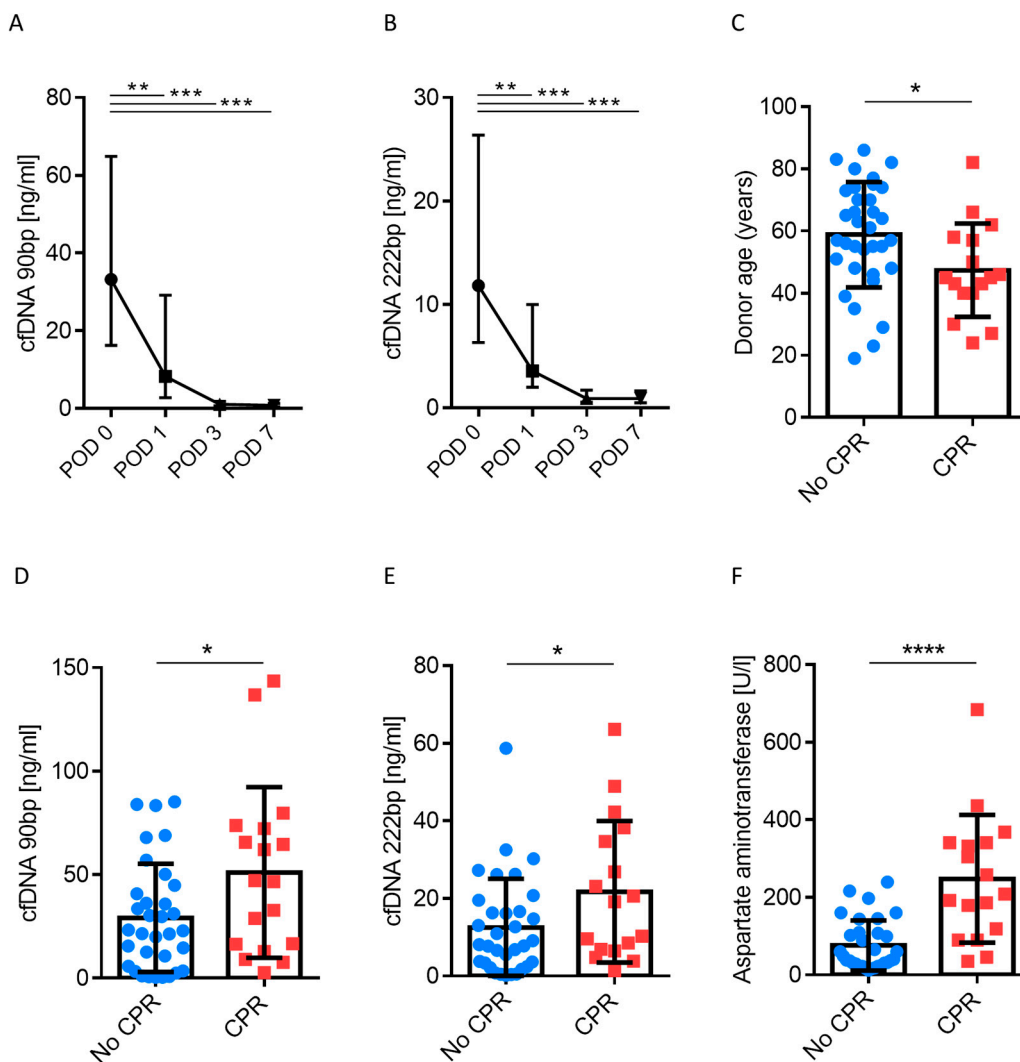 A
B
C
** *** ***
cfDNA 90bp [ng/ml]
80
60
40
20
0
POD 0 POD 1 POD 3 POD 7
** *** ***
cfDNA 222bp [ng/ml)
30
20
10
0
POD 0 POD 1 POD 3 POD 7
*
Donor age (years)
100
80
60
40
20
0
No CPR CPR
D
E
F
*
cfDNA 90bp [ng/ml]
150
100
50
0
No CPR CPR
*
cfDNA 222bp [ng/ml]
80
60
40
20
0
No CPR CPR
****
Aspartate aminotransferase [U/l]
800
600
400
200
0
No CPR CPR